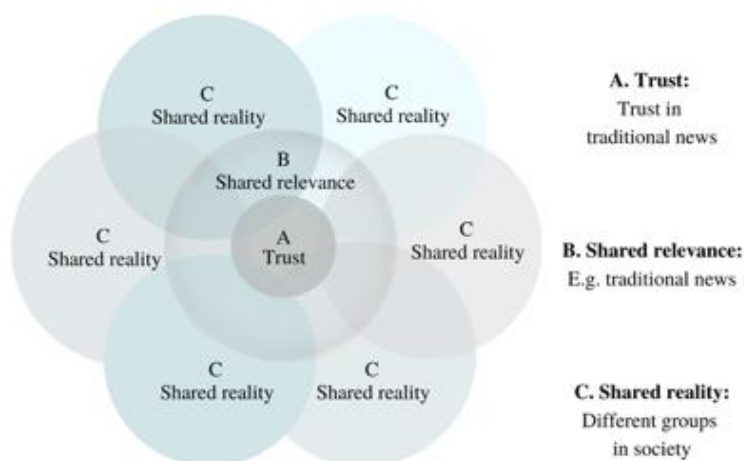 C
Shared reality
C
Shared reality
B
Shared relevance
C
Shared reality
A
Trust
C
Shared reality
C
Shared reality
C
Shared reality
A. Trust:
Trust in
traditional news
B. Shared relevance:
E.g. traditional news
C. Shared reality:
Different groups
in society